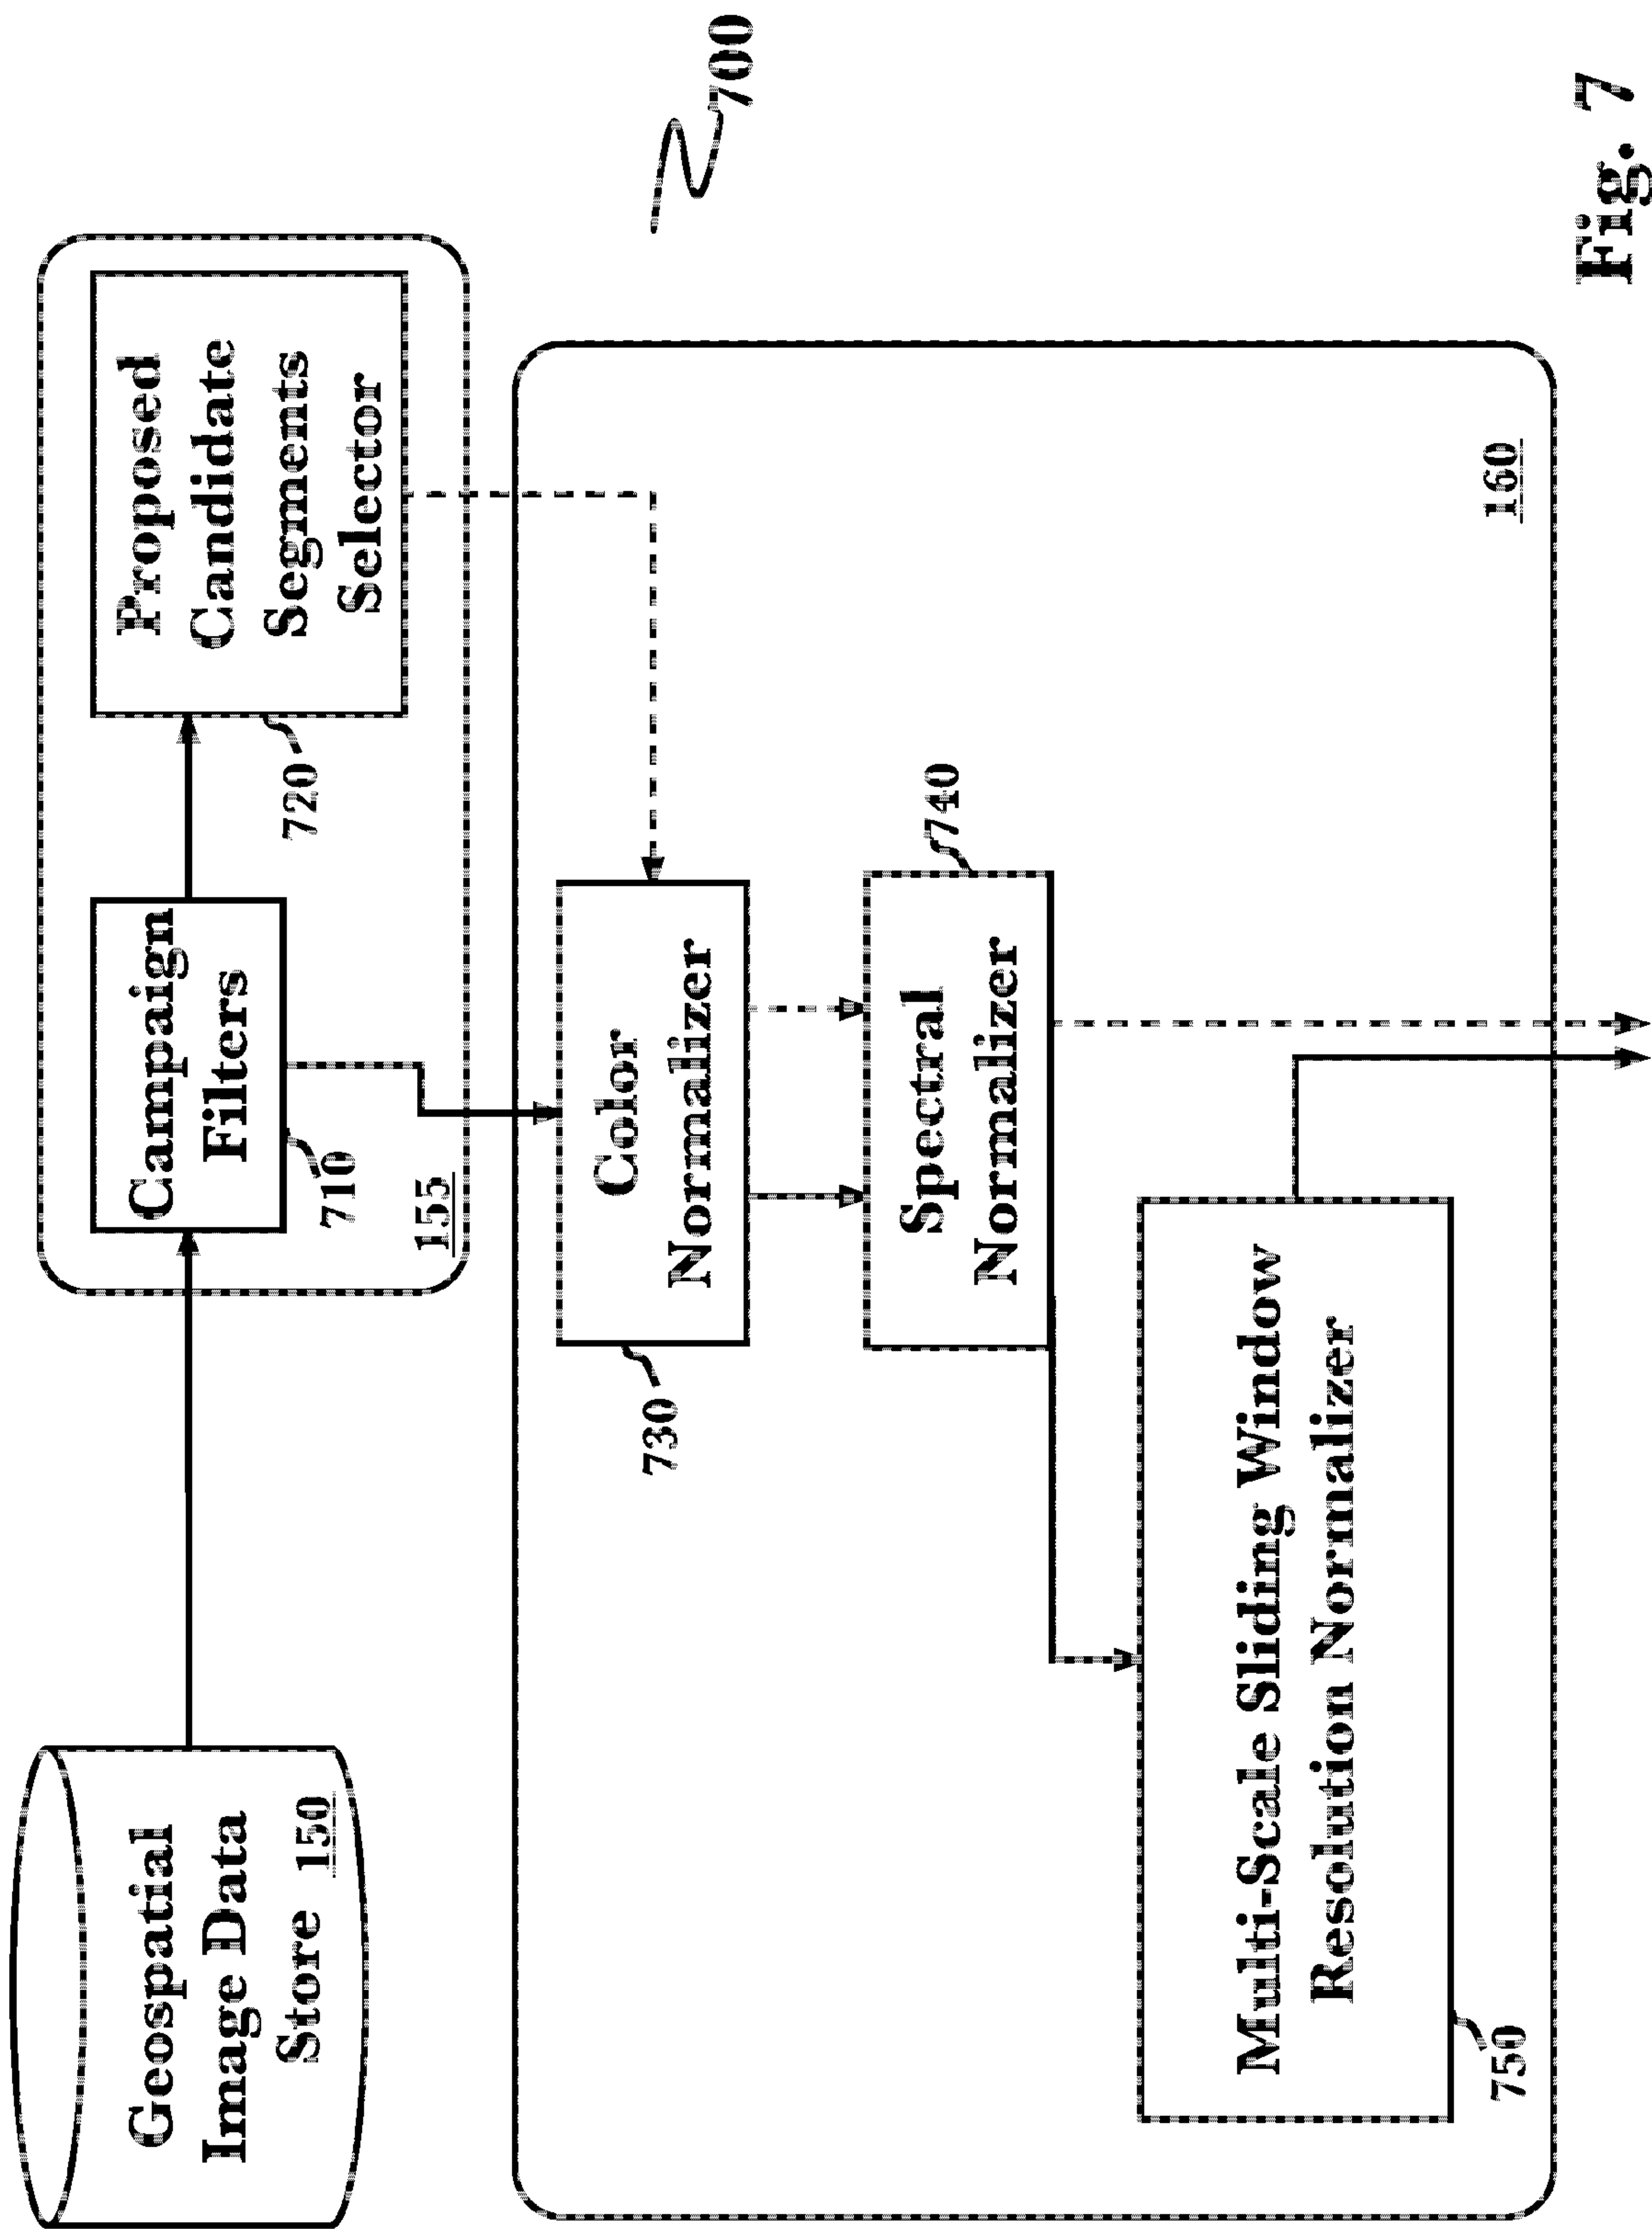 Geospatial
Image Data
Store 150
Campaign
Filters
710
155
Proposed
Candidate
Segments
Selector
720
700
Color
Normalizer
730
Spectral
Normalizer
740
Multi-Scale Sliding Window
Resolution Normalizer
750
160
Fig. 7